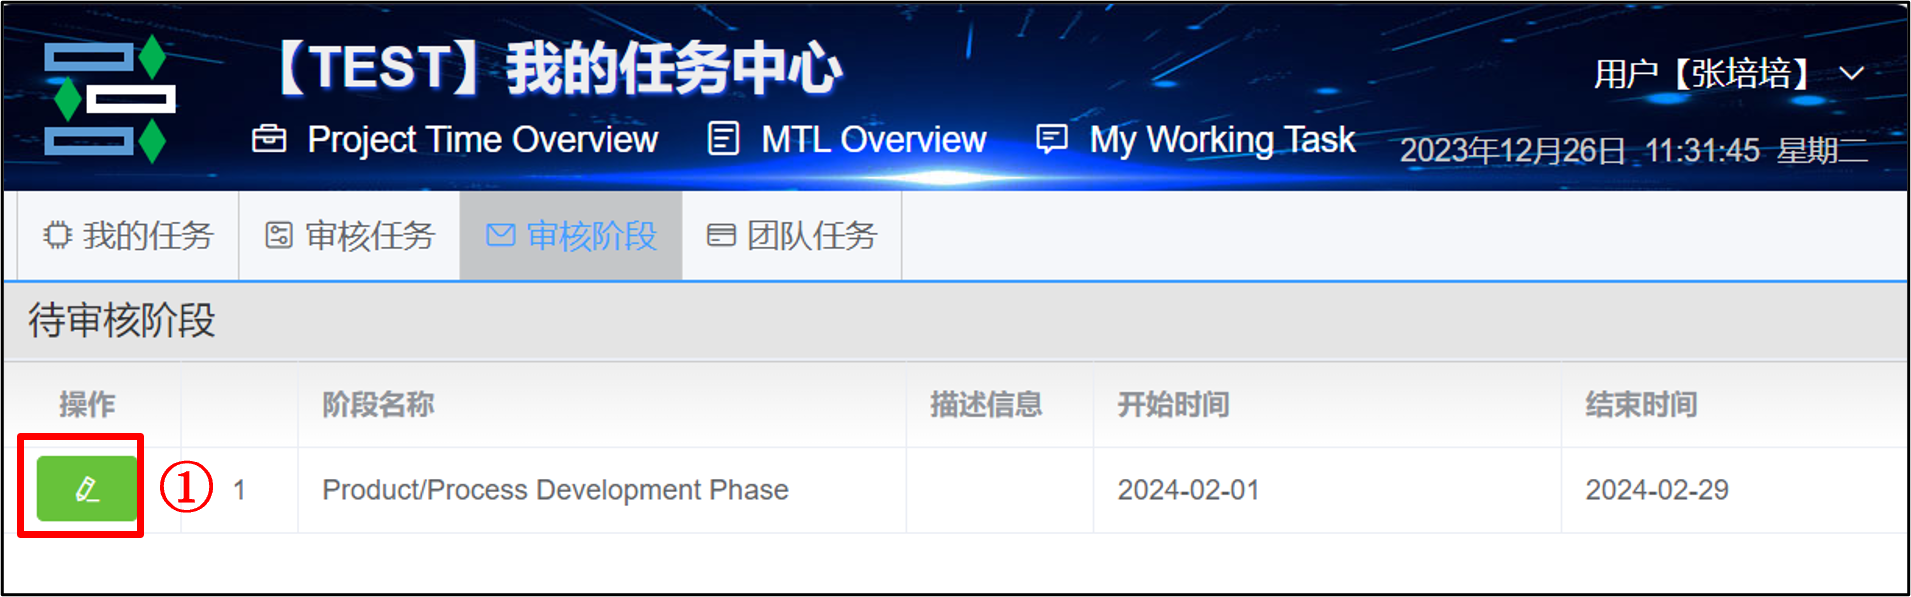 【TEST】我的任务中心
用户【张培培】
Project Time Overview MTL Overview My Working Task
2023年12月26日 11:31:45 星期二
我的任务 审核任务 审核阶段 团队任务
待审核阶段
操作 阶段名称 描述信息 开始时间 结束时间
① 1 Product/Process Development Phase 2024-02-01 2024-02-29